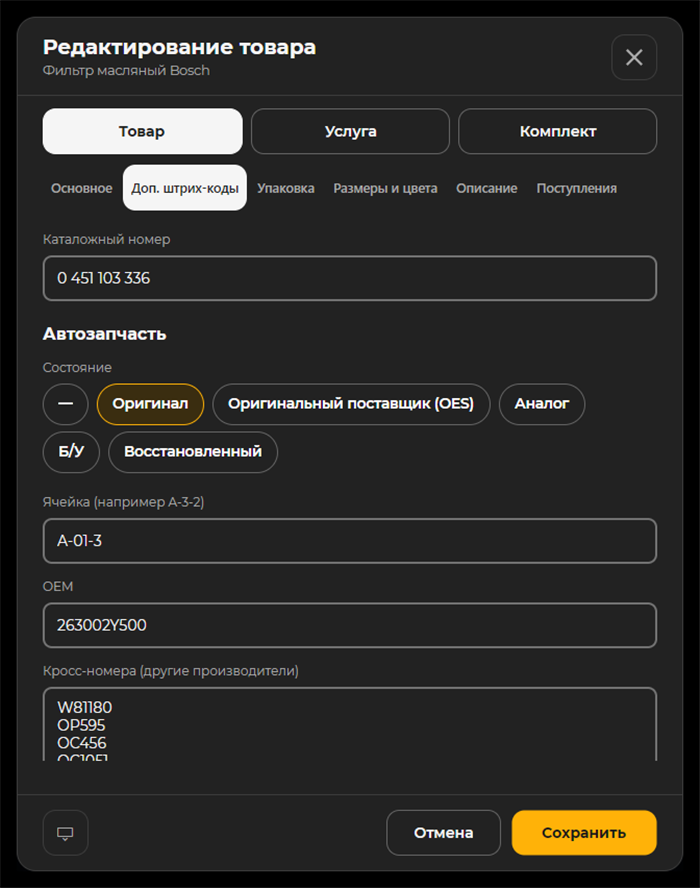 Редактирование товара
Фильтр масляный Bosch
Товар Услуга Комплект
Основное Доп. штрих-коды Упаковка Размеры и цвета Описание Поступления
Каталожный номер
0 451 103 336
Автозапчасть
Состояние
— Оригинал Оригинальный поставщик (OES) Аналог
Б/У Восстановленный
Ячейка (например А-3-2)
A-01-3
OEM
263002Y500
Кросс-номера (другие производители)
W81180
OP595
OC456
OC1051
Отмена Сохранить